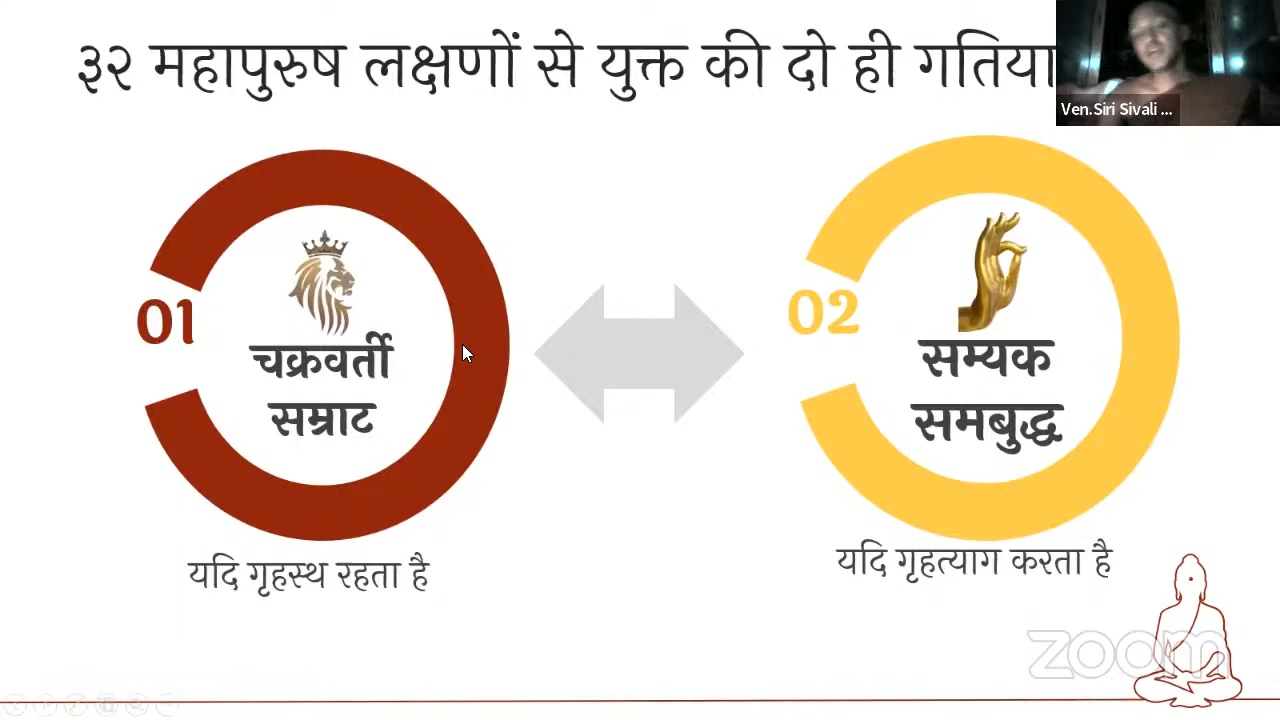 ३२ महापुरुष लक्षणों से युक्त की दो ही गतिया
Ven.Siri Sivali ...
01
चक्रवर्ती
सम्राट
यदि गृहस्थ रहता है
02
सम्यक
समबुद्ध
यदि गृहत्याग करता है
zoom